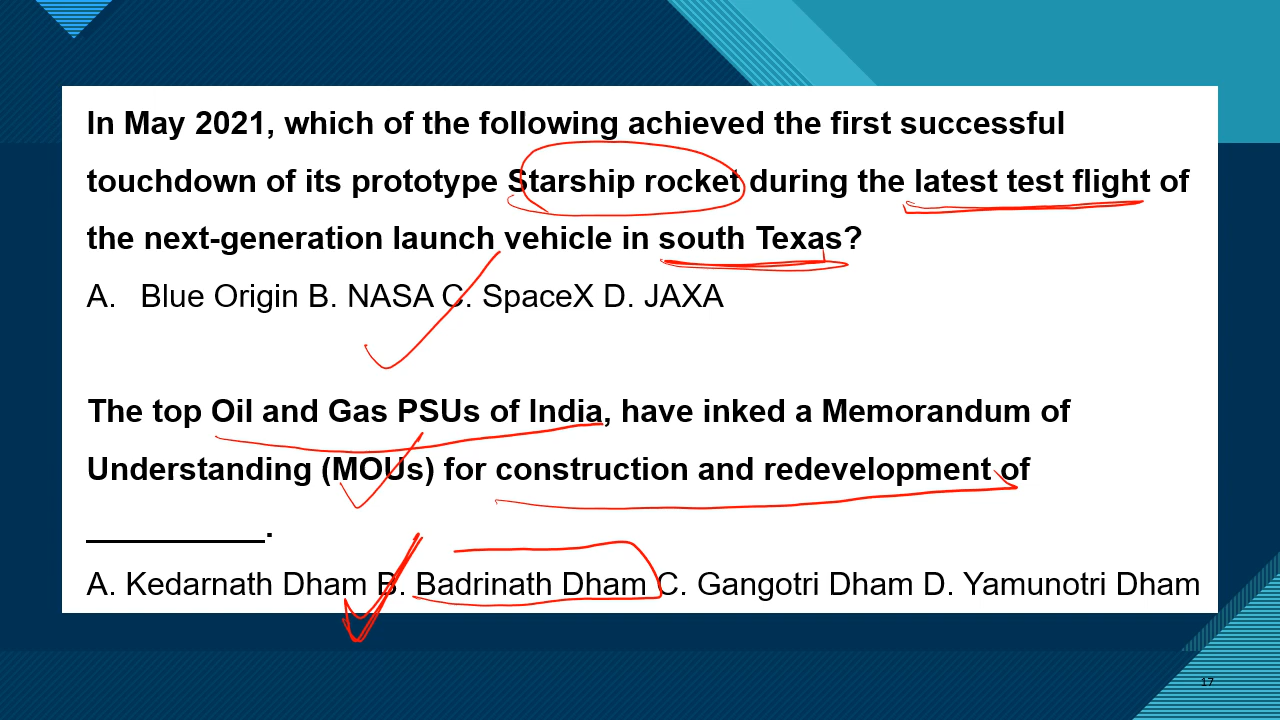 In May 2021, which of the following achieved the first successful
touchdown of its prototype Starship rocket during the latest test flight of
the next-generation launch vehicle in south Texas?
A. Blue Origin B. NASA C. SpaceX D. JAXA
The top Oil and Gas PSUs of India, have inked a Memorandum of
Understanding (MOUs) for construction and redevelopment of
__________.
A. Kedarnath Dham B. Badrinath Dham C. Gangotri Dham D. Yamunotri Dham
17